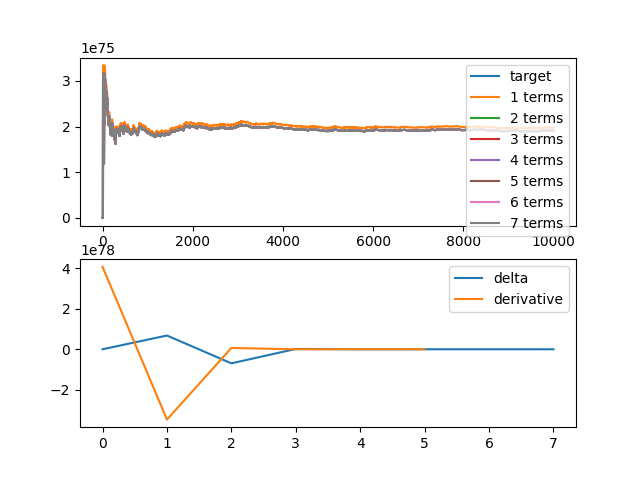 1e75
3
2
1
0
target
1 terms
2 terms
3 terms
4 terms
5 terms
6 terms
7 terms
0 2000 4000 6000 8000 10000
1e78
4
2
0
−2
delta
derivative
0 1 2 3 4 5 6 7